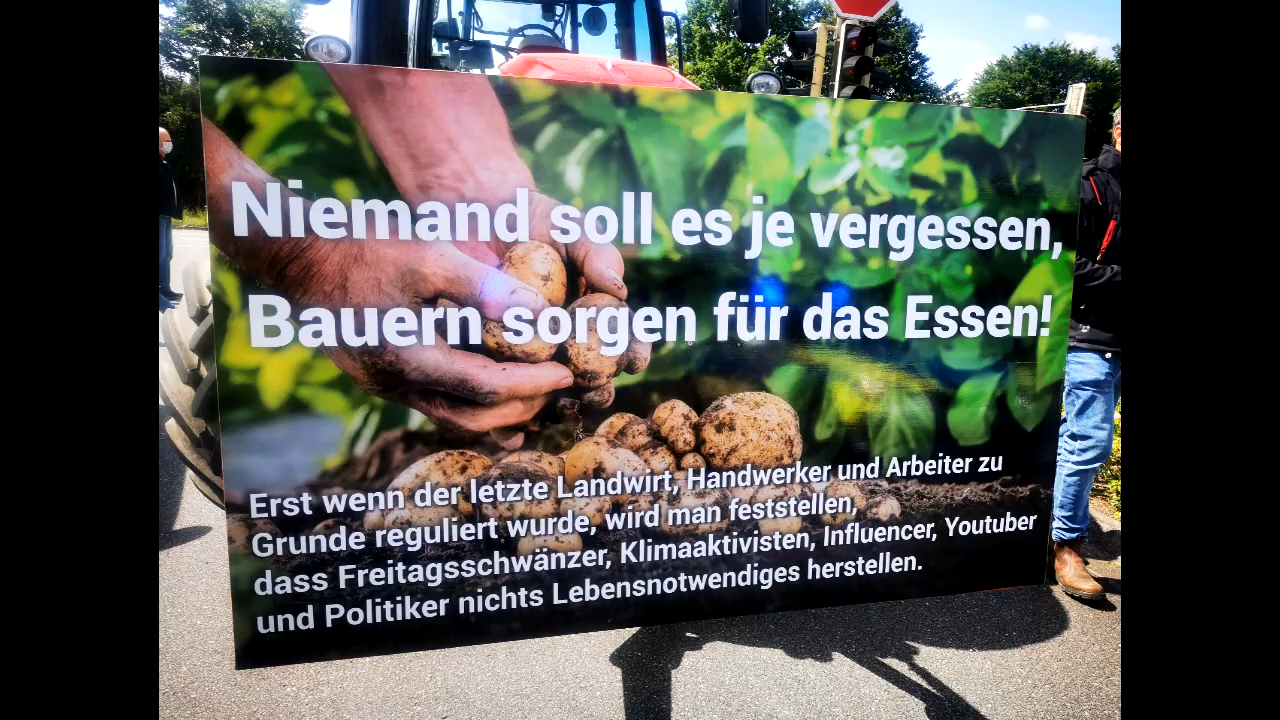 Niemand soll es je vergessen,
Bauern sorgen für das Essen!
Erst wenn der letzte Landwirt, Handwerker und Arbeiter zu
Grunde reguliert wurde, wird man feststellen,
dass Freitagsschwänzer, Klimaaktivisten, Influencer, Youtuber
und Politiker nichts Lebensnotwendiges herstellen.